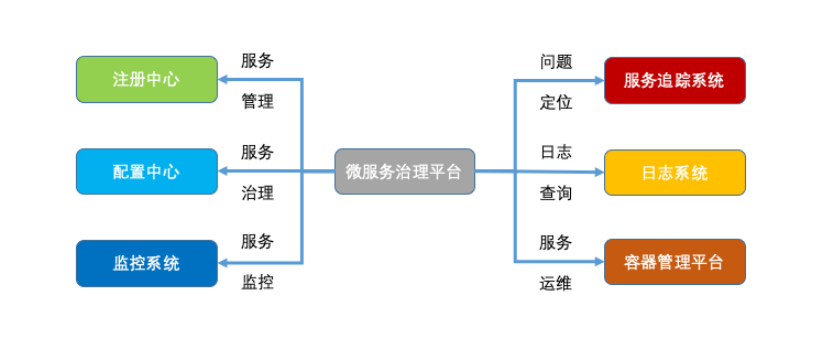 服务
注册中心
管理
服务
配置中心
治理
服务
监控系统
监控
微服务治理平台
问题
服务追踪系统
定位
日志
日志系统
查询
服务
容器管理平台
运维